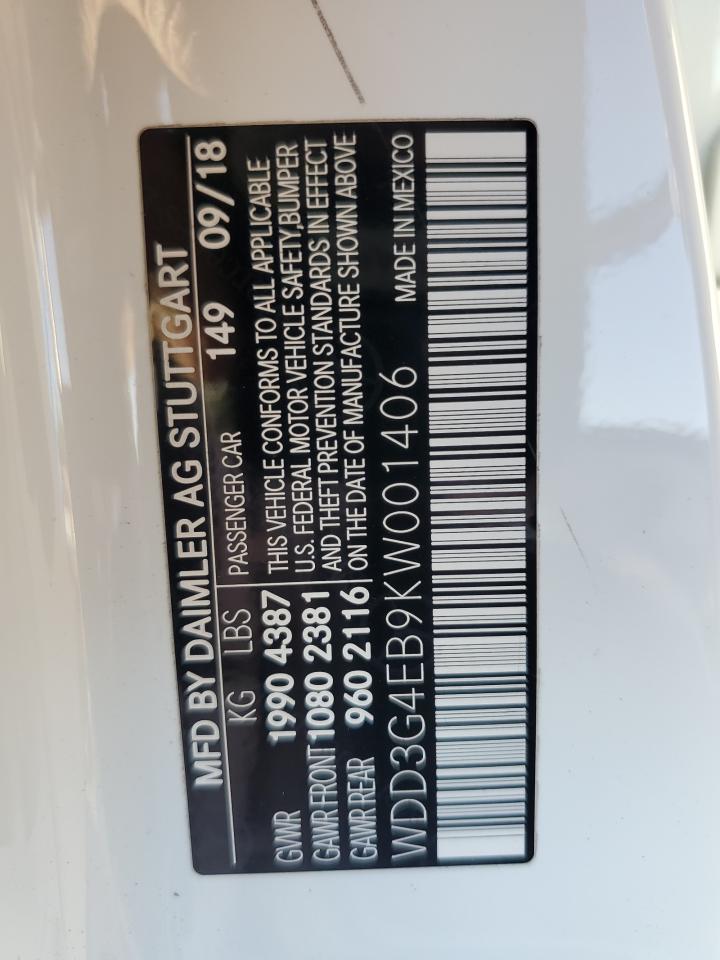 MFD BY DAIMLER AG STUTTGART
149 09/18
KG LBS PASSENGER CAR
GVWR 1990 4387 THIS VEHICLE CONFORMS TO ALL APPLICABLE
U.S. FEDERAL MOTOR VEHICLE SAFETY,BUMPER
GAWR FRONT 1080 2381 AND THEFT PREVENTION STANDARDS IN EFFECT
GAWR REAR 960 2116 ON THE DATE OF MANUFACTURE SHOWN ABOVE
WDD3G4EB9KW001406 MADE IN MEXICO